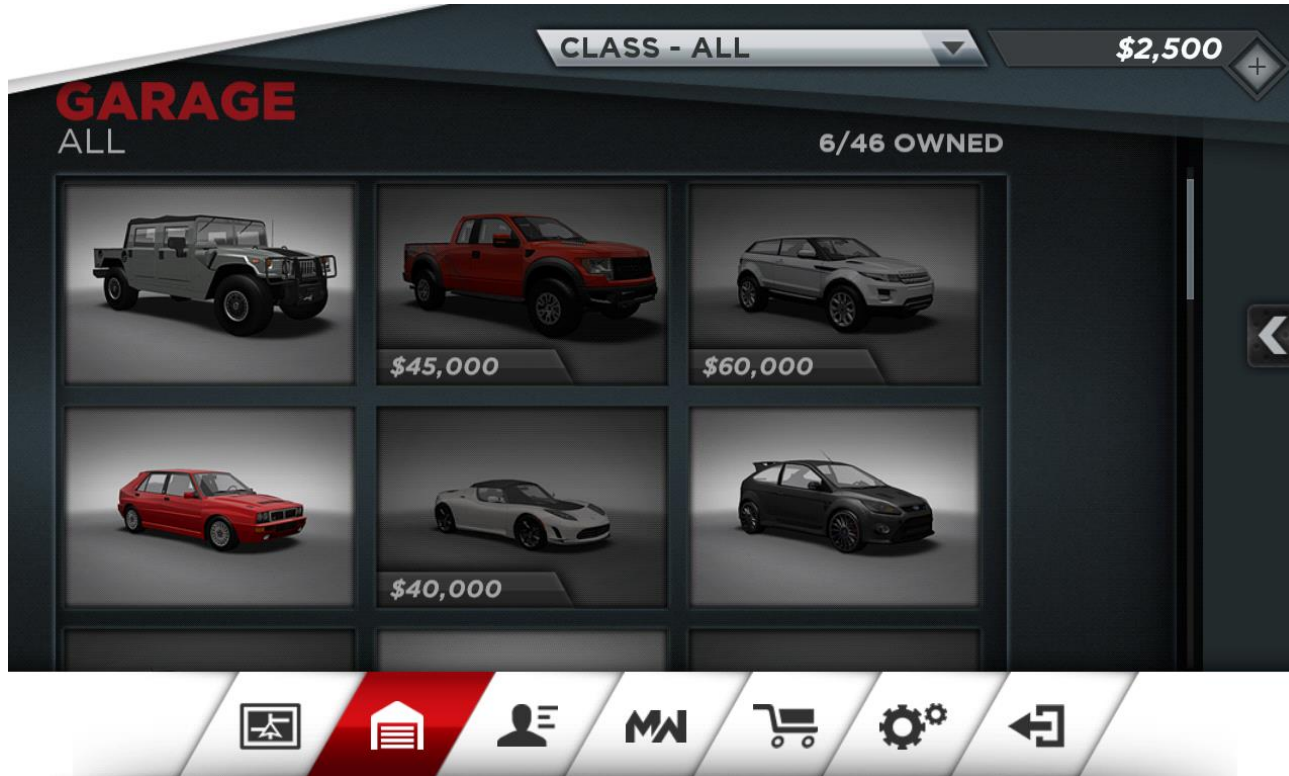 CLASS - ALL
$2,500
GARAGE
ALL
6/46 OWNED
$45,000
$60,000
$40,000
MW